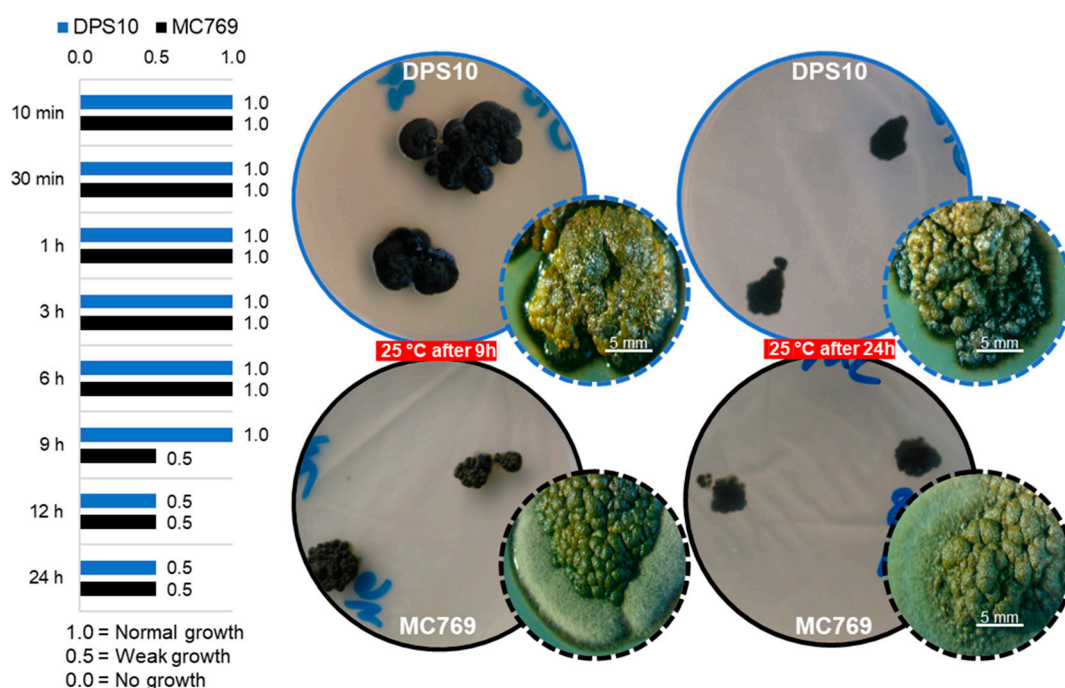 DPS10 MC769
0.0 0.5 1.0
10 min 1.0
1.0
30 min 1.0
1.0
1 h 1.0
1.0
3 h 1.0
1.0
6 h 1.0
1.0
9 h 1.0
0.5
12 h 0.5
0.5
24 h 0.5
0.5
1.0 = Normal growth
0.5 = Weak growth
0.0 = No growth
DPS10
DPS10
5 mm
5 mm
25 °C after 9h
25 °C after 24h
MC769
MC769
5 mm